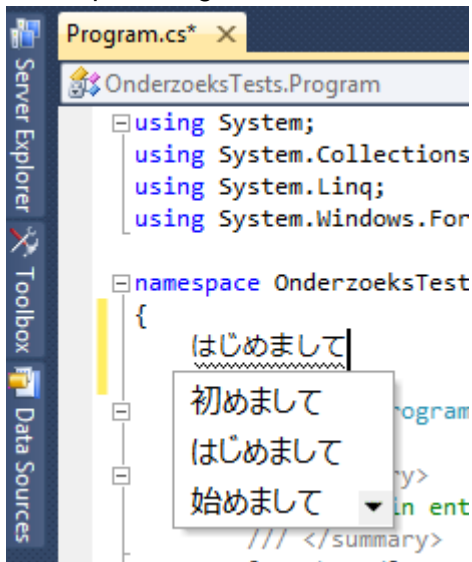 Program.cs*
OnderzoeksTests.Program
Server Explorer
Toolbox
Data Sources
using System;
using System.Collections
using System.Linq;
using System.Windows.For
namespace OnderzoeksTest
{
はじめまして
初めまして
はじめまして
始めまして
rogram
y>
in ent
/// </summary>